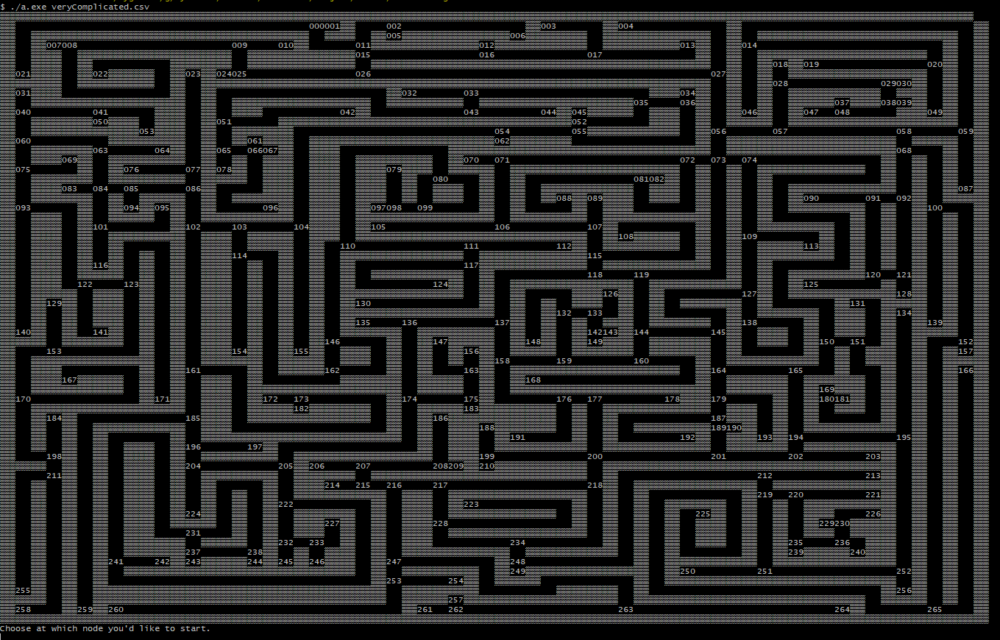 $ ./a.exe veryComplicated.csv
000001 002 003 004
005 006
007008 009 010 011 012 013 014
015 016 017
018 019 020
021 022 023 024025 026 027
028 029030
031 032 033 034
035 036 037 038039
040 041 042 043 044 045 046 047 048 049
050 051 052
053 054 055 056 057 058 059
060 061 062
063 064 065 066067 068
069 070 071 072 073 074
075 076 077 078 079
080 081082
083 084 085 086 087
088 089 090 091 092
093 094 095 096 097098 099 100
101 102 103 104 105 106 107
108 109
110 111 112 113
114 115
116 117
118 119 120 121
122 123 124 125
126 127 128
129 130 131
132 133 134
135 136 137 138 139
140 141 142143 144 145
146 147 148 149 150 151 152
153 154 155 156 157
158 159 160
161 162 163 164 165 166
167 168
169
170 171 172 173 174 175 176 177 178 179 180181
182 183
184 185 186 187
188 189190
191 192 193 194 195
196 197
198 199 200 201 202 203
204 205 206 207 208209 210
211 212 213
214 215 216 217 218
219 220 221
222 223
224 225 226
227 228 229230
231
232 233 234 235 236
237 238 239 240
241 242 243 244 245 246 247 248
249 250 251 252
253 254
255 256
257
258 259 260 261 262 263 264 265
Choose at which node you'd like to start.